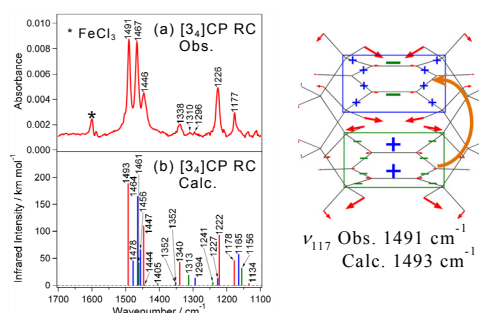 * FeCl3
(a) [34]CP RC
Obs.
Absorbance
0.010
0.008
0.006
0.004
0.002
0.000
1491
1467
1446
1338
1310
1296
1226
1177
*
(b) [34]CP RC
Calc.
Infrared Intensity / km mol-1
200
150
100
50
0
1493
1478
1464
1461
1456
1447
1444
1405
1352
1352
1340
1313
1294
1241
1227
1222
1178
1165
1156
1134
1700 1600 1500 1400 1300 1200 1100
Wavenumber / cm-1
+ + + +
−
−
+ + + +
− − − −
+
+
− − − −
ν117 Obs. 1491 cm-1
Calc. 1493 cm-1